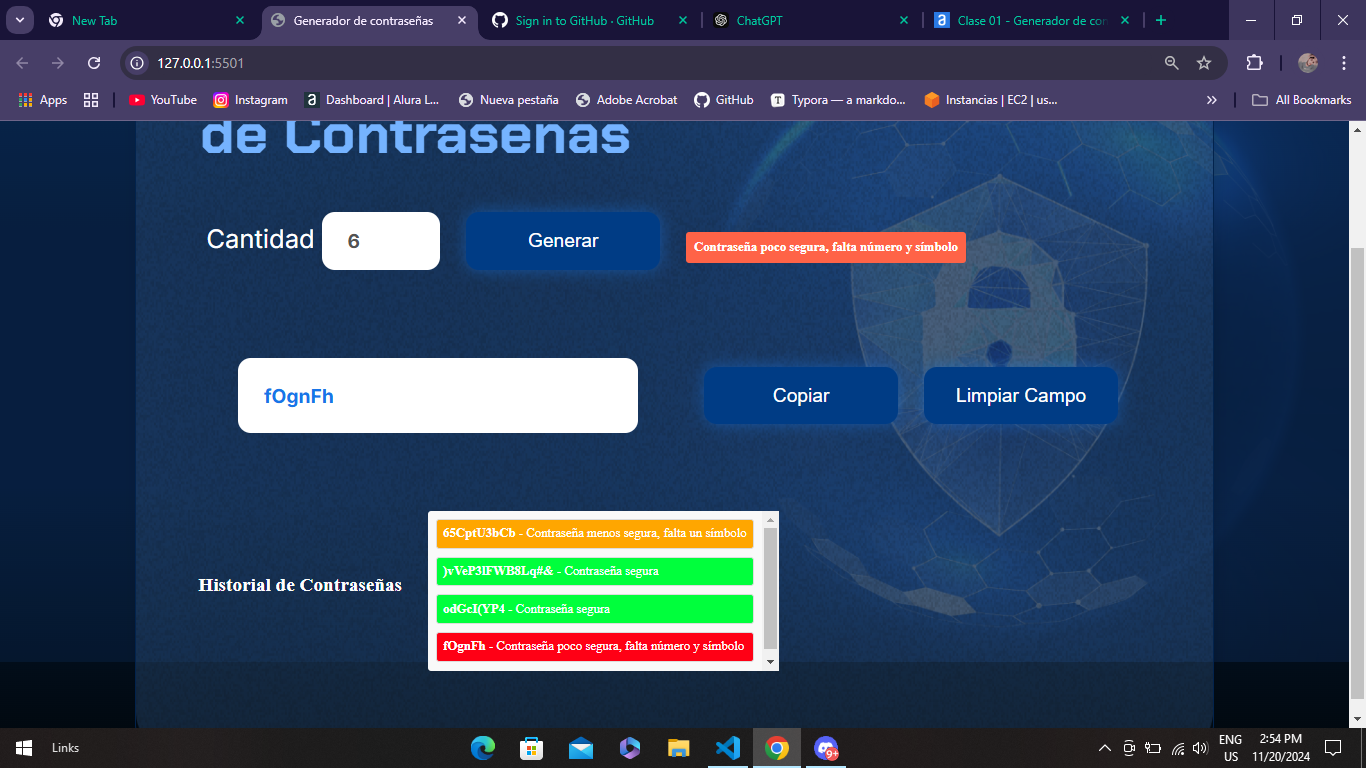 New Tab
Generador de contraseñas
Sign in to GitHub · GitHub
ChatGPT
Clase 01 - Generador de con
127.0.0.1:5501
Apps
YouTube
Instagram
Dashboard | Alura L...
Nueva pestaña
Adobe Acrobat
GitHub
Typora — a markdo...
Instancias | EC2 | us...
All Bookmarks
de Contraseñas
Cantidad
6
Generar
Contraseña poco segura, falta número y símbolo
fOgnFh
Copiar
Limpiar Campo
Historial de Contraseñas
65CptU3bCb - Contraseña menos segura, falta un símbolo
)vVeP3lFWB8Lq#& - Contraseña segura
odGcI(YP4 - Contraseña segura
fOgnFh - Contraseña poco segura, falta número y símbolo
Links
9+
ENG
US
2:54 PM
11/20/2024